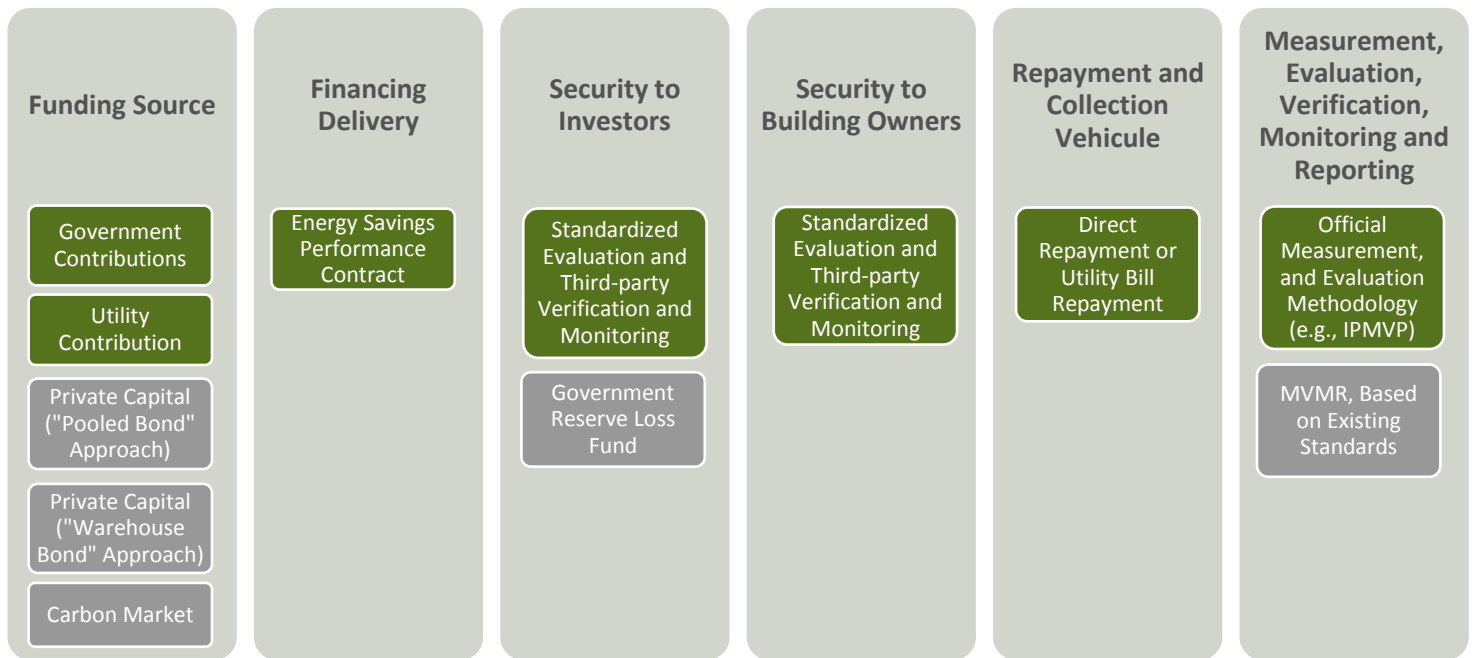 Funding Source
Government
Contributions
Utility
Contribution
Private Capital
("Pooled Bond"
Approach)
Private Capital
("Warehouse
Bond" Approach)
Carbon Market
Financing
Delivery
Energy Savings
Performance
Contract
Security to
Investors
Standardized
Evaluation and
Third-party
Verification and
Monitoring
Government
Reserve Loss
Fund
Security to
Building Owners
Standardized
Evaluation and
Third-party
Verification and
Monitoring
Repayment and
Collection
Vehicule
Direct
Repayment or
Utility Bill
Repayment
Measurement,
Evaluation,
Verification,
Monitoring and
Reporting
Official
Measurement,
and Evaluation
Methodology
(e.g., IPMVP)
MVMR, Based
on Existing
Standards